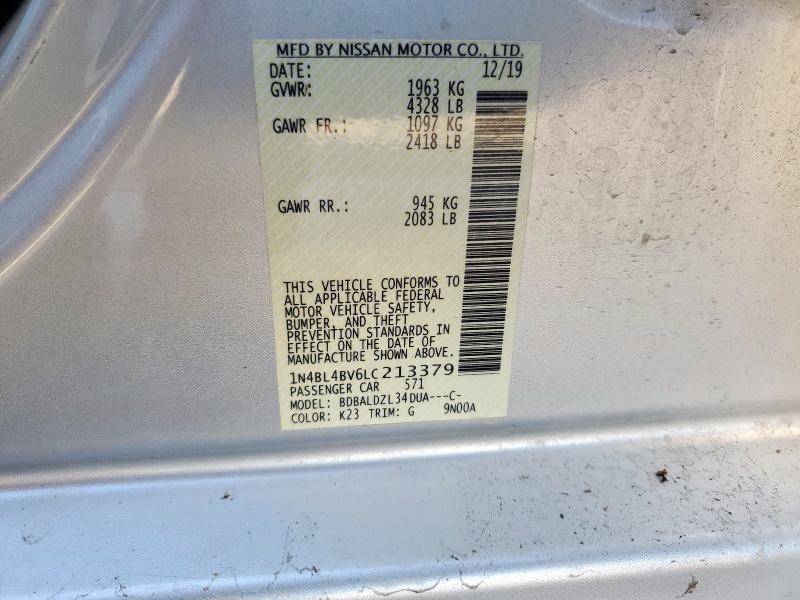 MFD BY NISSAN MOTOR CO., LTD.
DATE: 12/19
GVWR: 1963 KG
4328 LB
GAWR FR.: 1097 KG
2418 LB
GAWR RR.: 945 KG
2083 LB
THIS VEHICLE CONFORMS TO
ALL APPLICABLE FEDERAL
MOTOR VEHICLE SAFETY,
BUMPER, AND THEFT
PREVENTION STANDARDS IN
EFFECT ON THE DATE OF
MANUFACTURE SHOWN ABOVE.
1N4BL4BV6LC213379
PASSENGER CAR 571
MODEL: BDBALDZL34DUA---C-
COLOR: K23 TRIM: G 9N00A